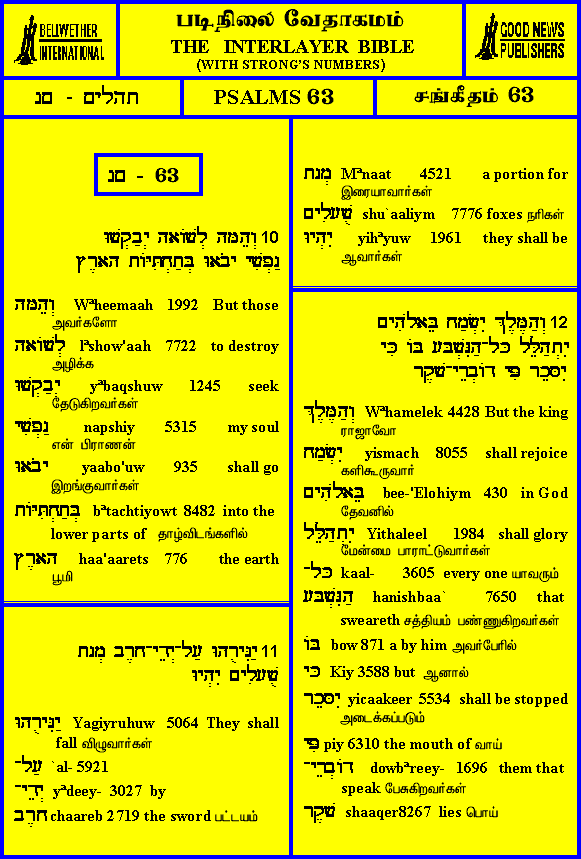 BELLWETHER
INTERNATIONAL
படிநிலை வேதாகமம்
THE INTERLAYER BIBLE
(WITH STRONG'S NUMBERS)
GOOD NEWS
PUBLISHERS
תהלים - סג
PSALMS 63
சங்கீதம் 63
סג - 63
10 וְהֵמָּה לְשׁוֹאָה יְבַקְשׁוּ
נַפְשִׁי יָבֹאוּ בְּתַחְתִּיּוֹת הָאָרֶץ
וְהֵמָּה Wªheemaah 1992 But those
அவர்களோ
לְשׁוֹאָה lªshow'aah 7722 to destroy
அழிக்க
יְבַקְשׁוּ yªbaqshuw 1245 seek
தேடுகிறவர்கள்
נַפְשִׁי napshiy 5315 my soul
என் பிராணன்
יָבֹאוּ yaabo'uw 935 shall go
இறங்குவார்கள்
בְּתַחְתִּיּוֹת bªtachtiyowt 8482 into the
lower parts of தாழ்விடங்களில்
הָאָרֶץ haa'aarets 776 the earth
பூமி
11 יַגִּירֻהוּ עַל־יְדֵי־חָרֶב מְנָת
שֻׁעָלִים יִהְיוּ
יַגִּירֻהוּ Yagiyruhuw 5064 They shall
fall விழுவார்கள்
עַל־ `al- 5921
יְדֵי־ yªdeey- 3027 by
חָרֶב chaareb 2719 the sword பட்டயம்
מְנָת Mªnaat 4521 a portion for
இரையாவார்கள்
שֻׁעָלִים shu`aaliym 7776 foxes நரிகள்
יִהְיוּ yihªyuw 1961 they shall be
ஆவார்கள்
12 וְהַמֶּלֶךְ יִשְׂמַח בֵּאלֹהִים
יִתְהַלֵּל כָּל־הַנִּשְׁבָּע בּוֹ כִּי
יִסָּכֵר פִּי דוֹבְרֵי־שָׁקֶר
וְהַמֶּלֶךְ Wªhamelek 4428 But the king
ராஜாவோ
יִשְׂמַח yismach 8055 shall rejoice
களிகூருவார்
בֵּאלֹהִים bee-'Elohiym 430 in God
தேவனில்
יִתְהַלֵּל Yithaleel 1984 shall glory
மேன்மை பாராட்டுவார்கள்
כָּל־ kaal- 3605 every one யாவரும்
הַנִּשְׁבָּע hanishbaa` 7650 that
sweareth சத்தியம் பண்ணுகிறவர்கள்
בּוֹ bow 871 a by him அவர்பேரில்
כִּי Kiy 3588 but ஆனால்
יִסָּכֵר yicaakeer 5534 shall be stopped
அடைக்கப்படும்
פִּי piy 6310 the mouth of வாய்
דוֹבְרֵי־ dowbªreey- 1696 them that
speak பேசுகிறவர்கள்
שָׁקֶר shaaqer8267 lies பொய்